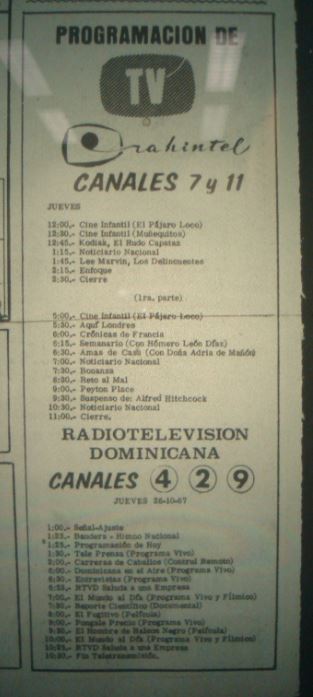 PROGRAMACION DE
TV
Rahintel
CANALES 7 y 11
JUEVES
12:00,- Cine Infantil (El Pájaro Loco)
12:30,- Cine Infantil (Muñequitos)
12:45,- Kodiak, El Rudo Capataz
1:15,- Noticiario Nacional
1:45,- Lee Marvin, Los Delincuentes
2:15,- Enfoque
2:30,- Cierre
(1ra. parte)
5:00,- Cine Infantil (El Pájaro Loco)
5:30,- Aquí Londres
6:00,- Crónicas de Francia
6:15,- Semanario (Con Homero León Díaz)
6:30,- Amas de Casa (Con Doña Adria de Mañón)
7:00,- Noticiario Nacional
7:30,- Bonanza
8:30,- Reto al Mal
9:00,- Peyton Place
9:30,- Suspenso de: Alfred Hitchcock
10:30,- Noticiario Nacional
11:00,- Cierre.
RADIOTELEVISION
DOMINICANA
CANALES 4 2 9
JUEVES 26-10-67
1:00,- Señal-Ajuste
1:23,- Bandera - Himno Nacional
1:25,- Programación de Hoy
1:30,- Tele Prensa (Programa Vivo)
2:00,- Carreras de Caballos (Control Remoto)
6:00,- Dominicana en el Aire (Programa Vivo)
6:30,- Entrevistas (Programa Vivo)
6:55,- RTVD Saluda a una Empresa
7:00,- El Mundo al Día (Programa Vivo y Fílmico)
7:30,- Reporte Científico (Documental)
8:00,- El Fugitivo (Película)
9:00,- Pongale Precio (Programa Vivo)
9:30,- El Hombre de Halcon Negro (Película)
10:00,- El Mundo al Día (Programa Vivo y Fílmico)
10:25,- RTVD Saluda a una Empresa
10:30,- Fin Teletransmisión.